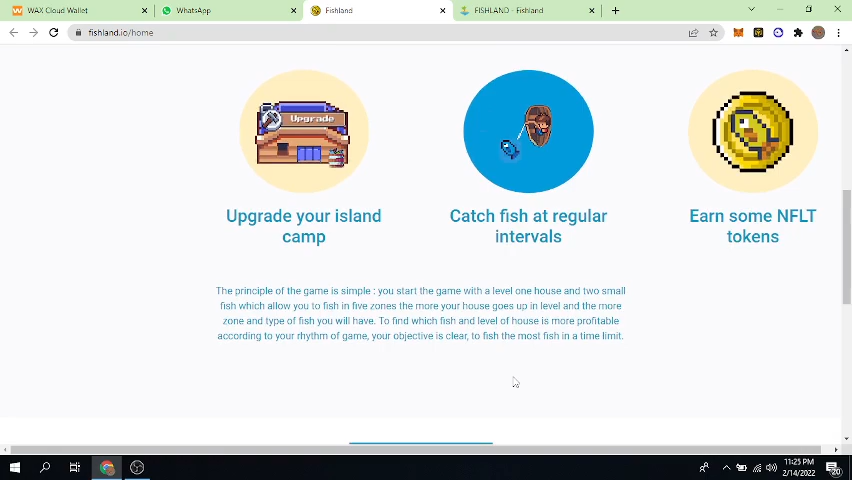 WAX Cloud Wallet
WhatsApp
Fishland
FISHLAND - Fishland
fishland.io/home
Upgrade
Upgrade your island
camp
Catch fish at regular
intervals
Earn some NFLT
tokens
The principle of the game is simple : you start the game with a level one house and two small
fish which allow you to fish in five zones the more your house goes up in level and the more
zone and type of fish you will have. To find which fish and level of house is more profitable
according to your rhythm of game, your objective is clear, to fish the most fish in a time limit.
11:25 PM
2/14/2022
20